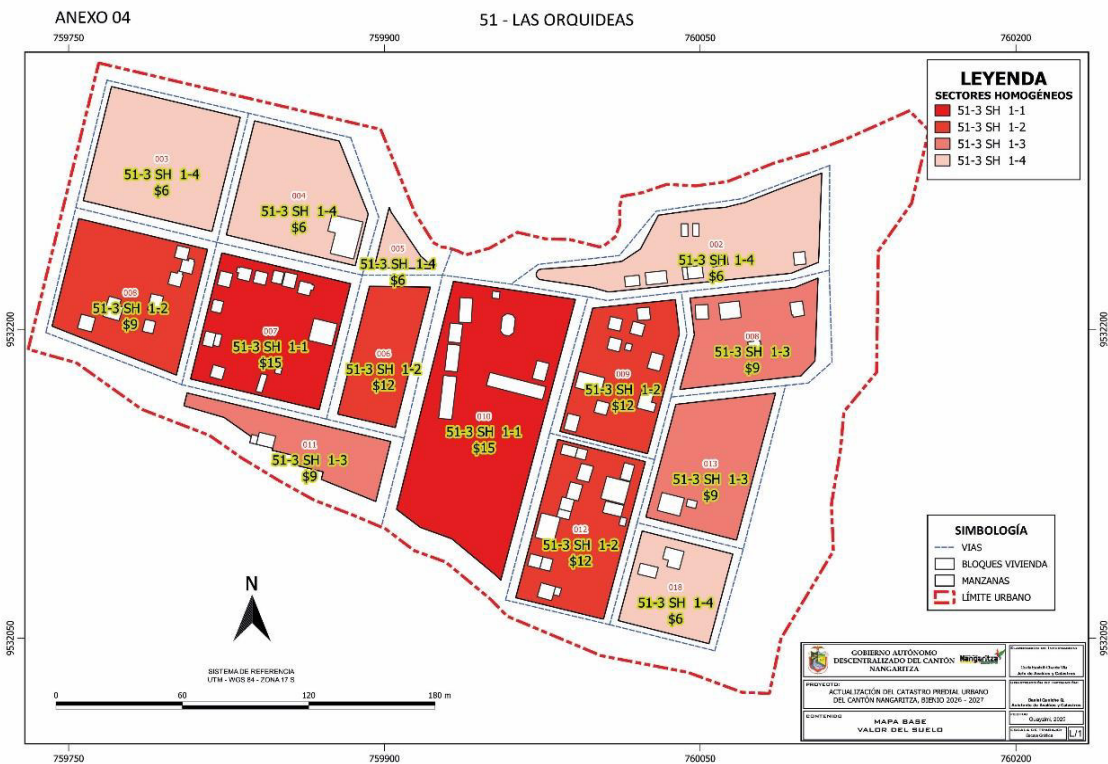 ANEXO 04
51 - LAS ORQUIDEAS
759750
759900
760050
760200
LEYENDA
SECTORES HOMOGÉNEOS
51-3 SH 1-1
51-3 SH 1-2
51-3 SH 1-3
51-3 SH 1-4
003
51-3 SH 1-4
$6
004
51-3 SH 1-4
$6
005
51-3 SH 1-4
$6
002
51-3 SH 1-4
$6
51-3 SH 1-2
$9
007
51-3 SH 1-1
$15
006
51-3 SH 1-2
$12
51-3 SH 1-3
$9
009
51-3 SH 1-2
$12
010
51-3 SH 1-1
$15
011
51-3 SH 1-3
$9
013
51-3 SH 1-3
$9
012
51-3 SH 1-2
$12
018
51-3 SH 1-4
$6
9532200
9532200
9532050
9532050
SIMBOLOGÍA
VIAS
BLOQUES VIVIENDA
MANZANAS
LÍMITE URBANO
N
SISTEMA DE REFERENCIA
UTM - WGS 84 - ZONA 17 S
0
60
120
180 m
GOBIERNO AUTÓNOMO
DESCENTRALIZADO DEL CANTÓN
NANGARITZA
Nangaritza
PROYECTO:
ACTUALIZACIÓN DEL CATASTRO PREDIAL URBANO
DEL CANTÓN NANGARITZA, BIENIO 2026 - 2027
CONTENIDO
MAPA BASE
VALOR DEL SUELO
Guayzimi, 2025
L/1
759750
759900
760050
760200